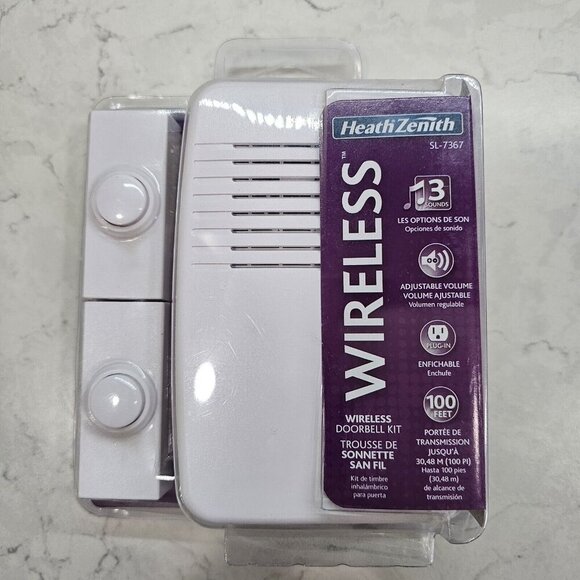 HeathZenith
SL-7367
WIRELESS™
3
SOUNDS
LES OPTIONS DE SON
Opciones de sonido
ADJUSTABLE VOLUME
VOLUME AJUSTABLE
Volumen regulable
PLUG-IN
ENFICHABLE
Enchufe
100
FEET
PORTÉE DE
TRANSMISSION
JUSQU'À
30,48 M (100 PI)
Hasta 100 pies
(30,48 m)
de alcance de
transmisión
WIRELESS
DOORBELL KIT
TROUSSE DE
SONNETTE
SAN FIL
Kit de timbre
inhalámbrico
para puerta